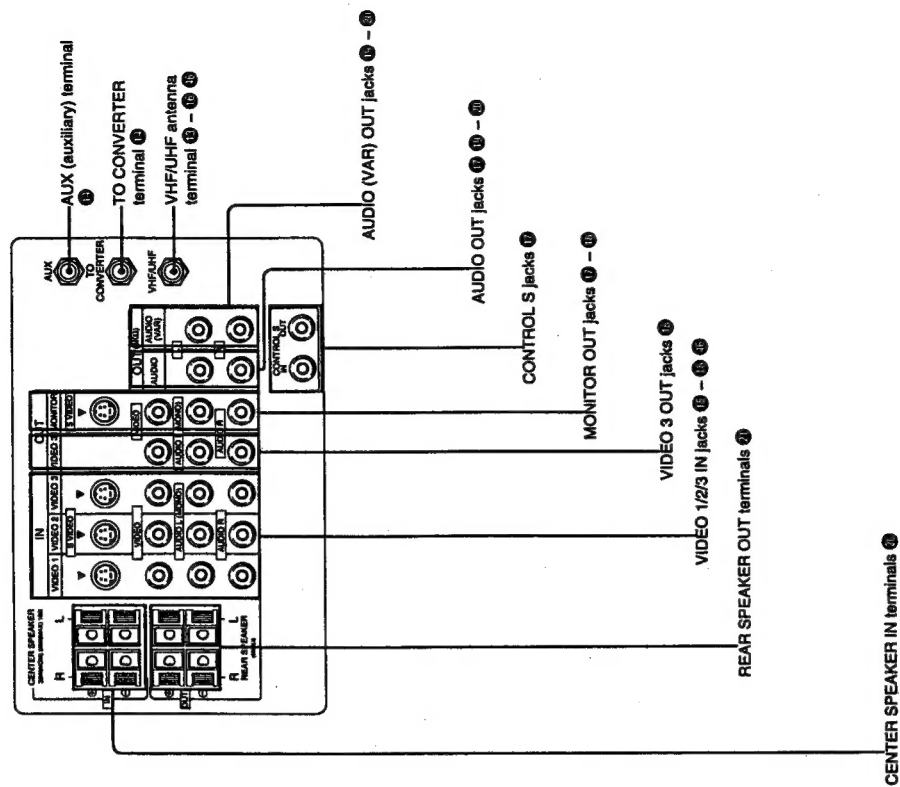 AUX (auxiliary) terminal
TO CONVERTER
terminal
VHF/UHF antenna
terminal
AUDIO (VAR) OUT jacks
AUDIO OUT jacks
CONTROL S jacks
MONITOR OUT jacks
VIDEO 3 OUT jacks
VIDEO 1/2/3 IN jacks
REAR SPEAKER OUT terminals
CENTER SPEAKER IN terminals
AUX
TO
CONVERTER
VHF/UHF
OUT
AUDIO
AUDIO
(VAR)
CONTROL S
IN OUT
OUT
VIDEO 3 MONITOR
S VIDEO
VIDEO
AUDIO L (MONO)
AUDIO R
IN
VIDEO 1 VIDEO 2 VIDEO 3
S VIDEO
VIDEO
AUDIO L (MONO)
AUDIO R
CENTER SPEAKER
R L
IN
OUT
R L
REAR SPEAKER